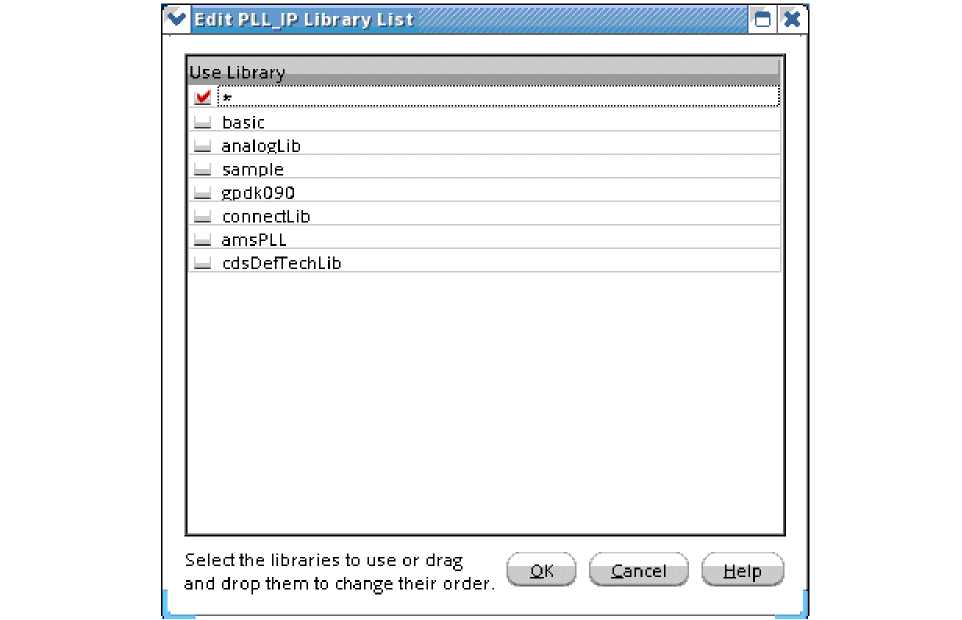 Edit PLL_IP Library List
Use Library
*
basic
analogLib
sample
gpdk090
connectLib
amsPLL
cdsDefTechLib
Select the libraries to use or drag
and drop them to change their order.
OK Cancel Help